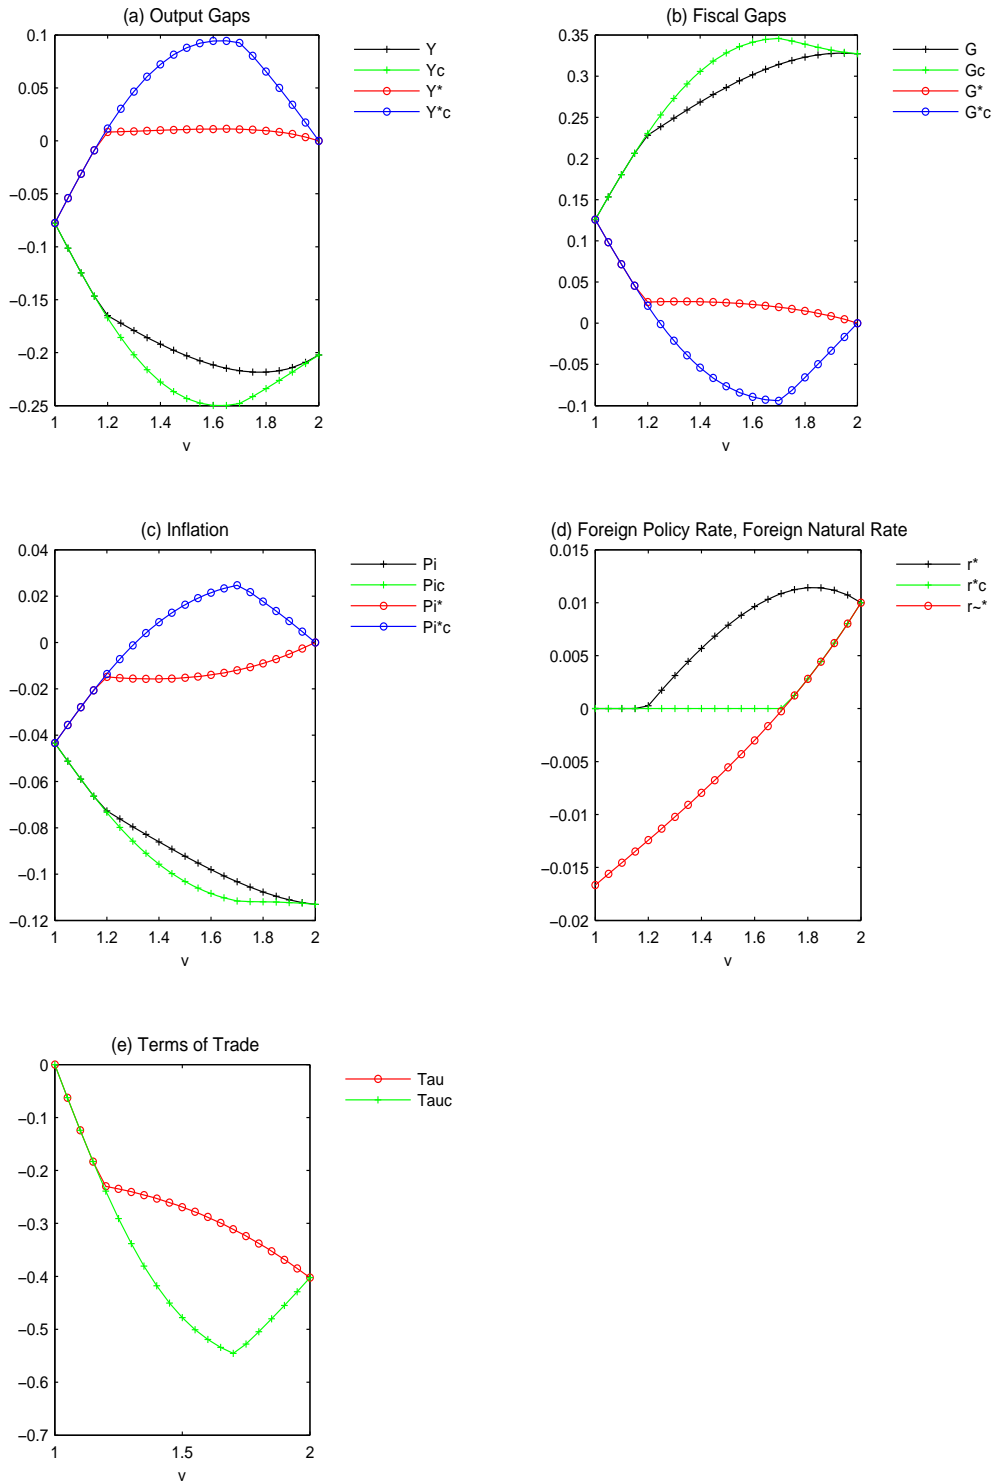 (a) Output Gaps
0.1
0.05
0
−0.05
−0.1
−0.15
−0.2
−0.25
1
1.2
1.4
1.6
1.8
2
v
Y
Yc
Y*
Y*c
(b) Fiscal Gaps
0.35
0.3
0.25
0.2
0.15
0.1
0.05
0
−0.05
−0.1
1
1.2
1.4
1.6
1.8
2
v
G
Gc
G*
G*c
(c) Inflation
0.04
0.02
0
−0.02
−0.04
−0.06
−0.08
−0.1
−0.12
1
1.2
1.4
1.6
1.8
2
v
Pi
Pic
Pi*
Pi*c
(d) Foreign Policy Rate, Foreign Natural Rate
0.015
0.01
0.005
0
−0.005
−0.01
−0.015
−0.02
1
1.2
1.4
1.6
1.8
2
v
r*
r*c
r~*
(e) Terms of Trade
0
−0.1
−0.2
−0.3
−0.4
−0.5
−0.6
−0.7
1
1.5
2
v
Tau
Tauc